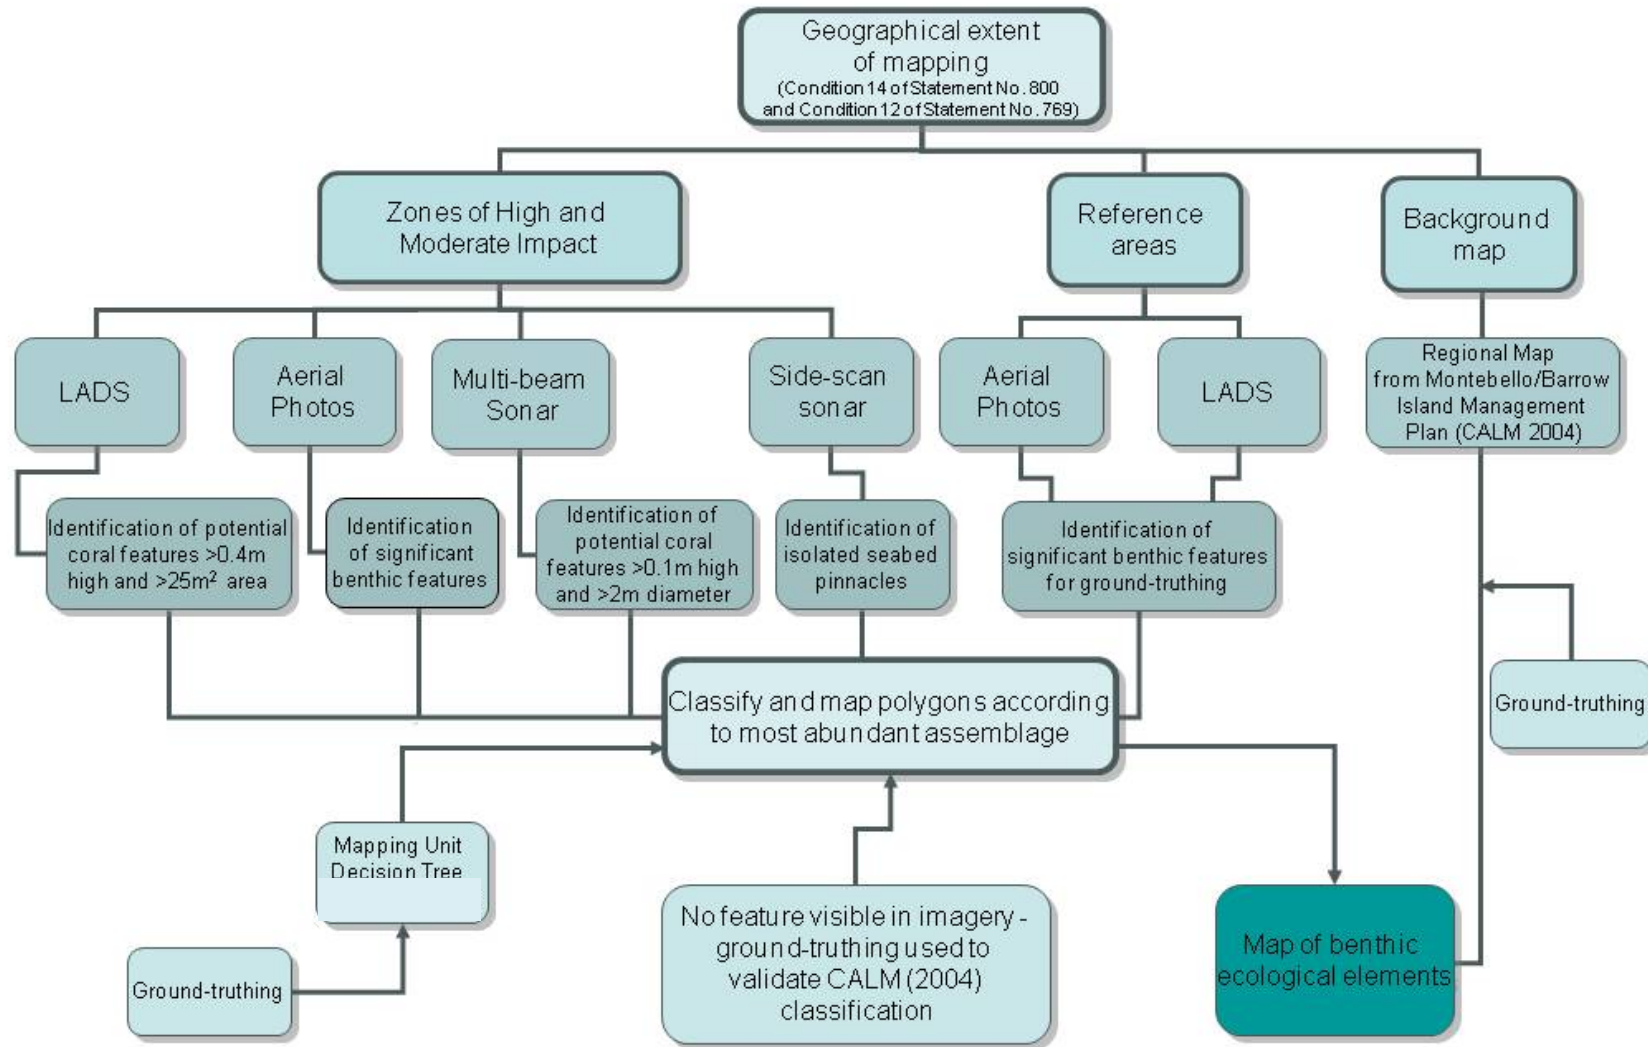 Geographical extent
of mapping
(Condition 14 of Statement No. 800
and Condition 12 of Statement No. 769)
Zones of High and
Moderate Impact
Reference
areas
Background
map
LADS
Aerial
Photos
Multi-beam
Sonar
Side-scan
sonar
Aerial
Photos
LADS
Regional Map
from Montebello/Barrow
Island Management
Plan (CALM 2004)
Identification of potential
coral features >0.4m
high and >25m² area
Identification
of significant
benthic features
Identification of
potential coral
features >0.1m high
and >2m diameter
Identification of
isolated seabed
pinnacles
Identification of
significant benthic features
for ground-truthing
Classify and map polygons according
to most abundant assemblage
Ground-truthing
Mapping Unit
Decision Tree
No feature visible in imagery -
ground-truthing used to
validate CALM (2004)
classification
Map of benthic
ecological elements
Ground-truthing